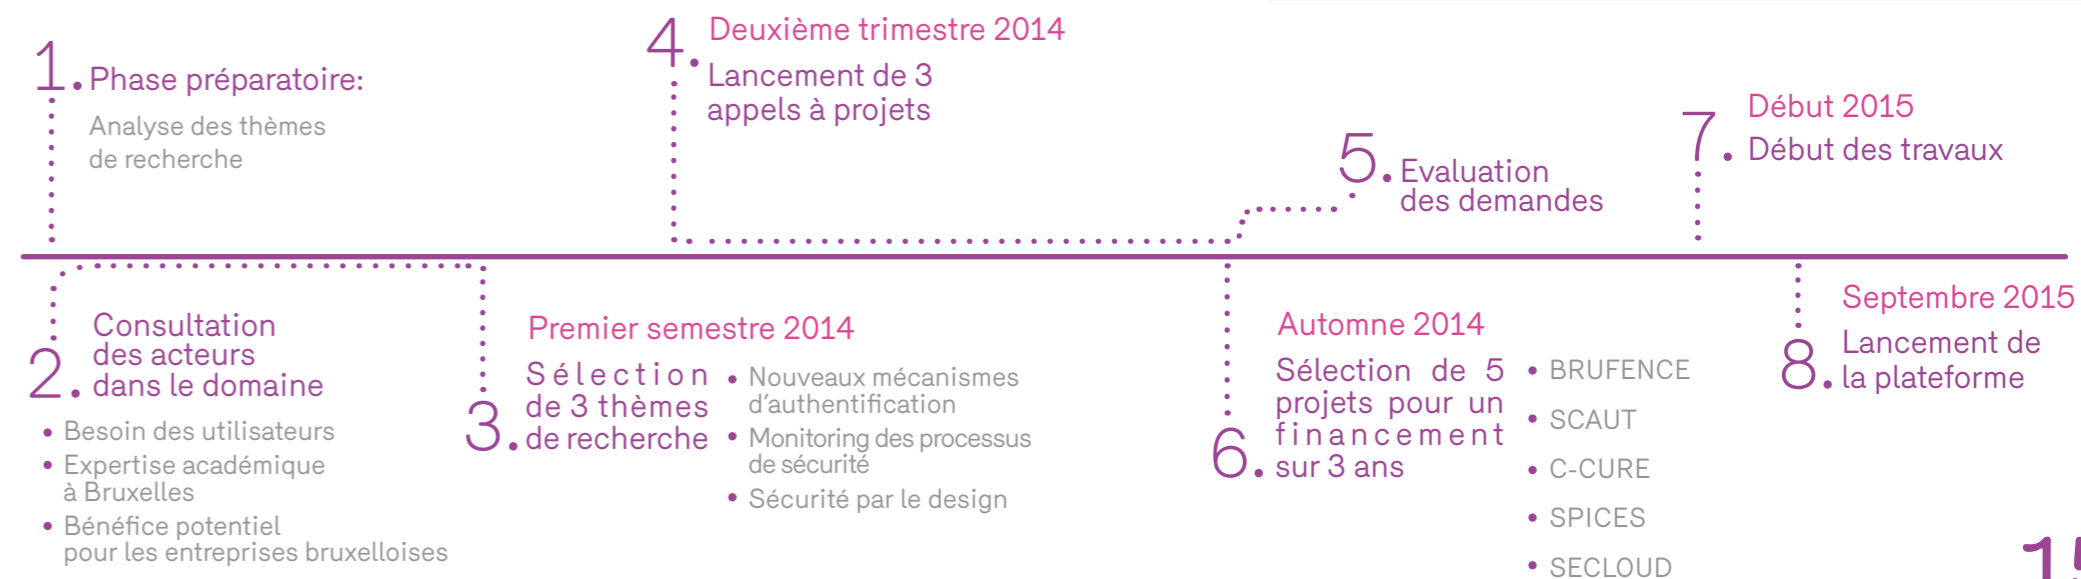 1. Phase préparatoire:
Analyse des thèmes
de recherche
2. Consultation
des acteurs
dans le domaine
• Besoin des utilisateurs
• Expertise académique
à Bruxelles
• Bénéfice potentiel
pour les entreprises bruxelloises
Premier semestre 2014
3. Sélection
de 3 thèmes
de recherche
• Nouveaux mécanismes
d'authentification
• Monitoring des processus
de sécurité
• Sécurité par le design
Deuxième trimestre 2014
4. Lancement de 3
appels à projets
5. Evaluation
des demandes
Automne 2014
6. Sélection de 5
projets pour un
financement
sur 3 ans
• BRUFENCE
• SCAUT
• C-CURE
• SPICES
• SECLOUD
Début 2015
7. Début des travaux
Septembre 2015
8. Lancement de
la plateforme